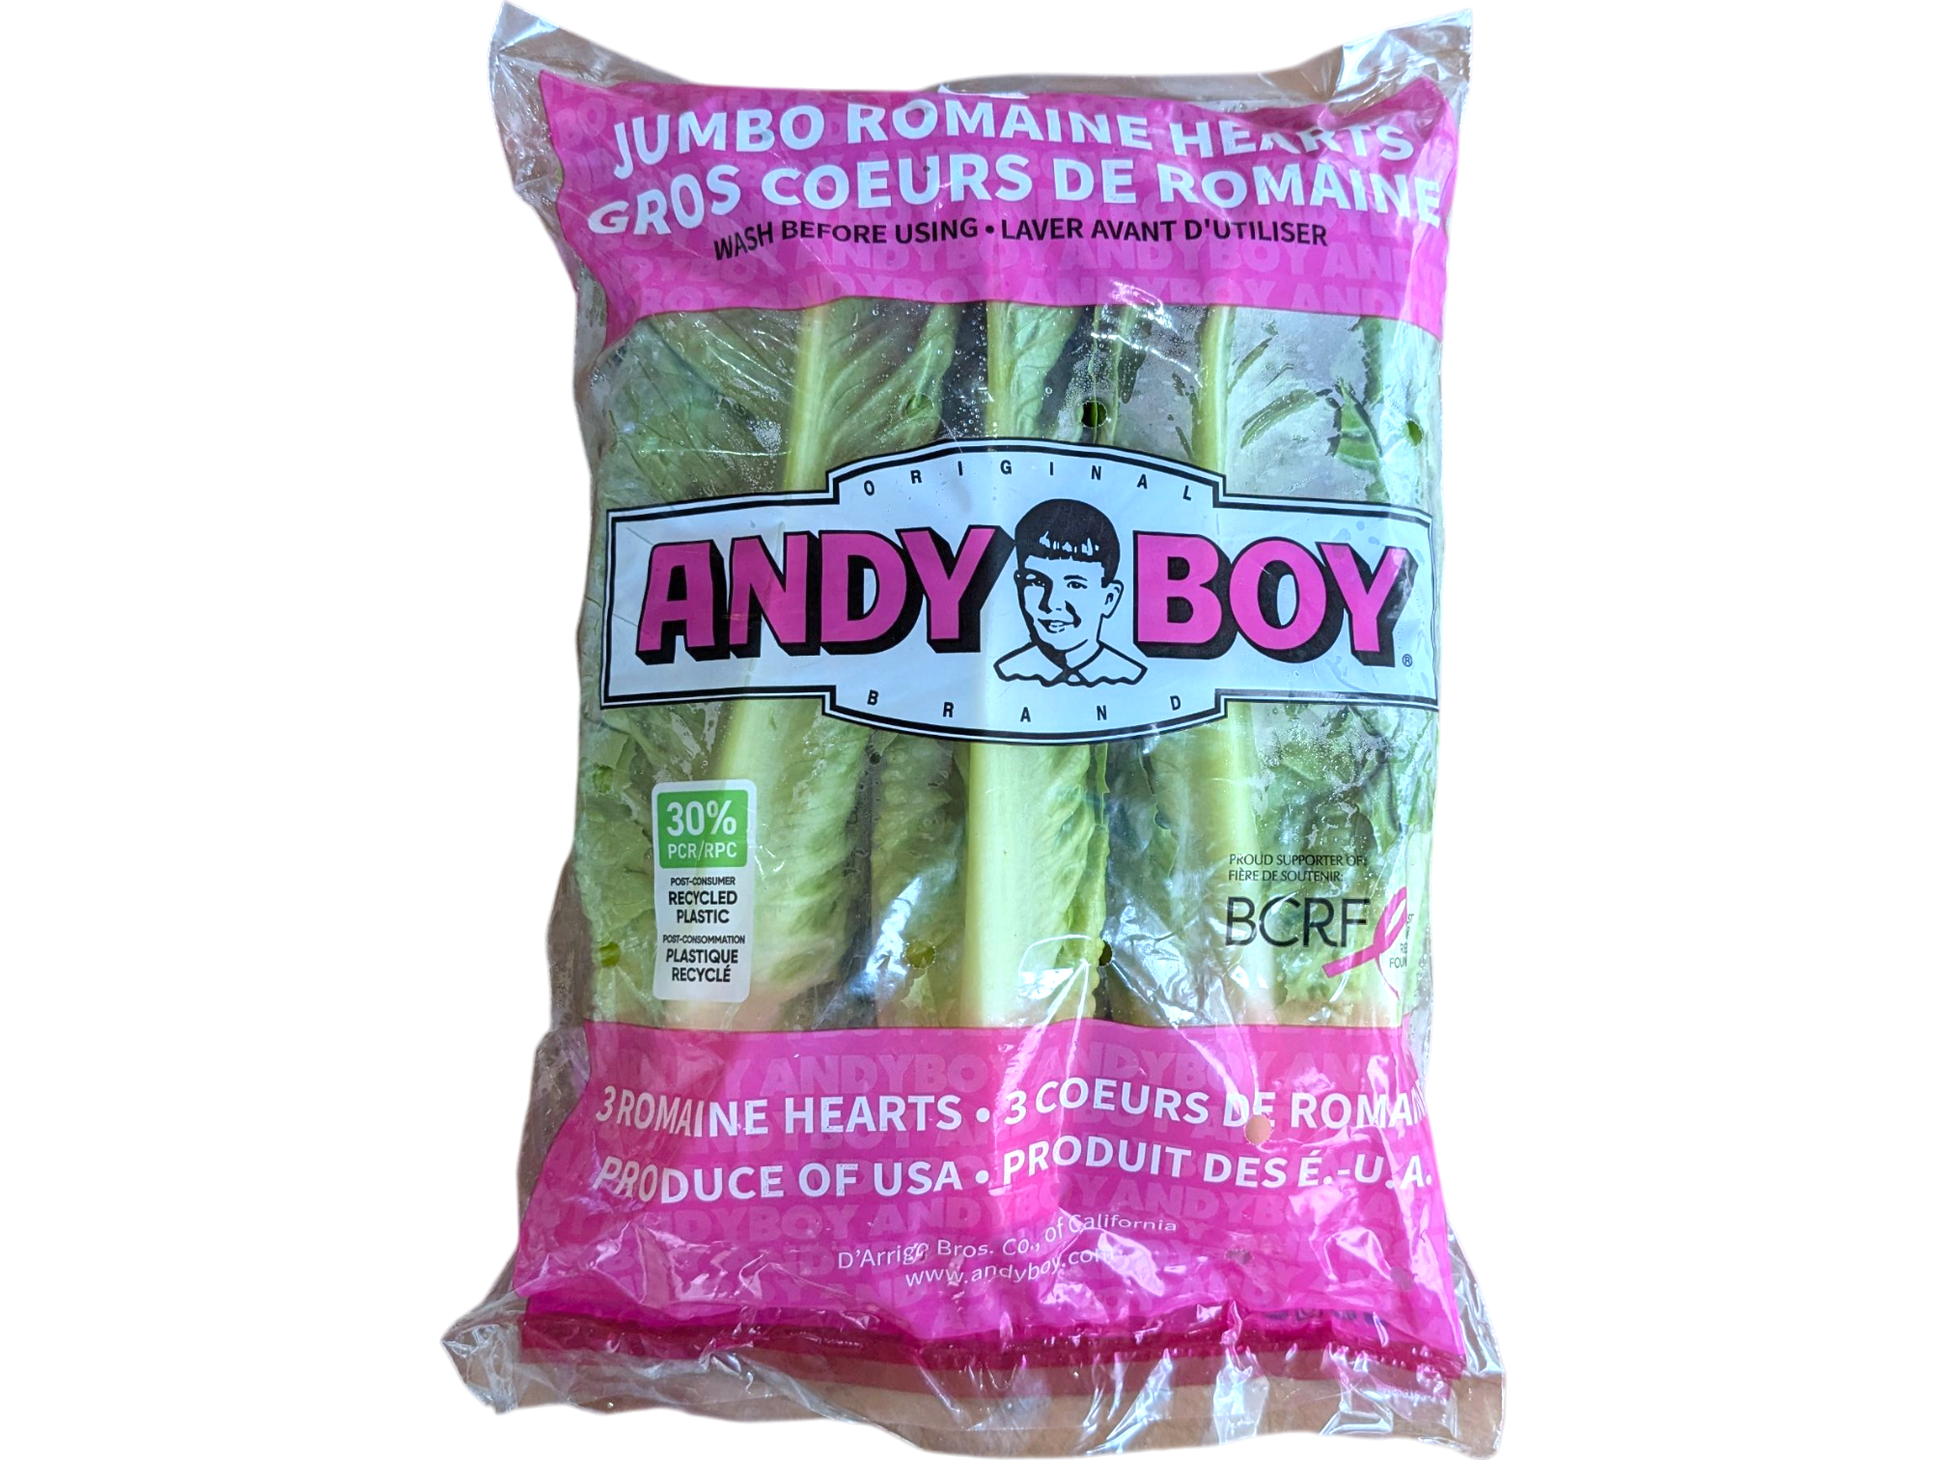 JUMBO ROMAINE HEARTS
GROS COEURS DE ROMAINE
WASH BEFORE USING • LAVER AVANT D'UTILISER
ORIGINAL
ANDY BOY®
BRAND
30%
PCR/RPC
POST-CONSUMER
RECYCLED
PLASTIC
POST-CONSOMMATION
PLASTIQUE
RECYCLÉ
PROUD SUPPORTER OF:
FIÈRE DE SOUTENIR:
BCRF
3 ROMAINE HEARTS • 3 COEURS DE
PRODUCE OF USA • PRODUIT DES É.-U.A.
D'Arrigo Bros. Co., of California
www.andyboy.com